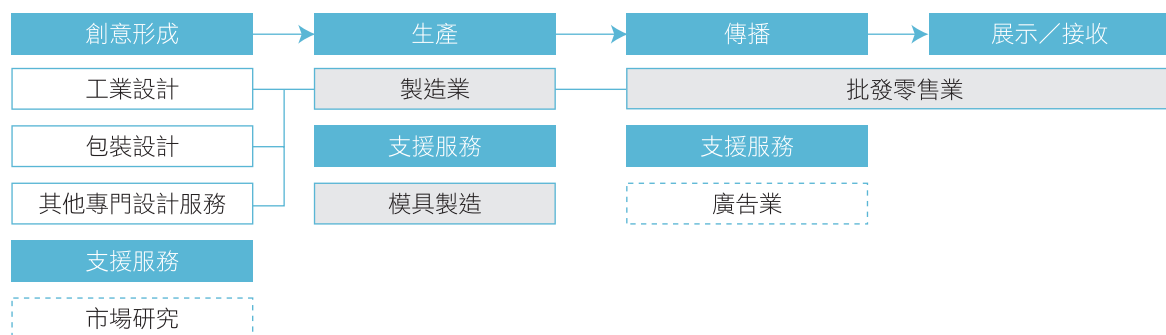 創意形成
生產
傳播
展示／接收
工業設計
製造業
批發零售業
包裝設計
支援服務
支援服務
其他專門設計服務
模具製造
廣告業
支援服務
市場研究